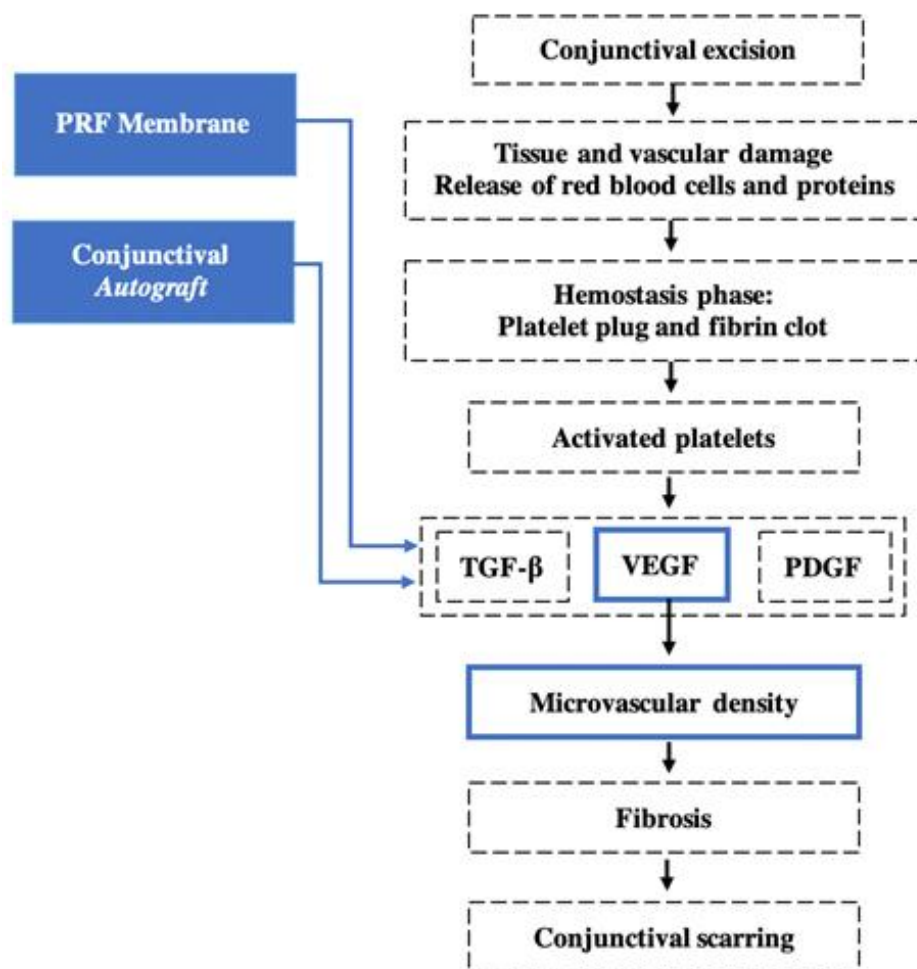 Conjunctival excision
PRF Membrane
Tissue and vascular damage
Release of red blood cells and proteins
Conjunctival
Autograft
Hemostasis phase:
Platelet plug and fibrin clot
Activated platelets
TGF-β
VEGF
PDGF
Microvascular density
Fibrosis
Conjunctival scarring